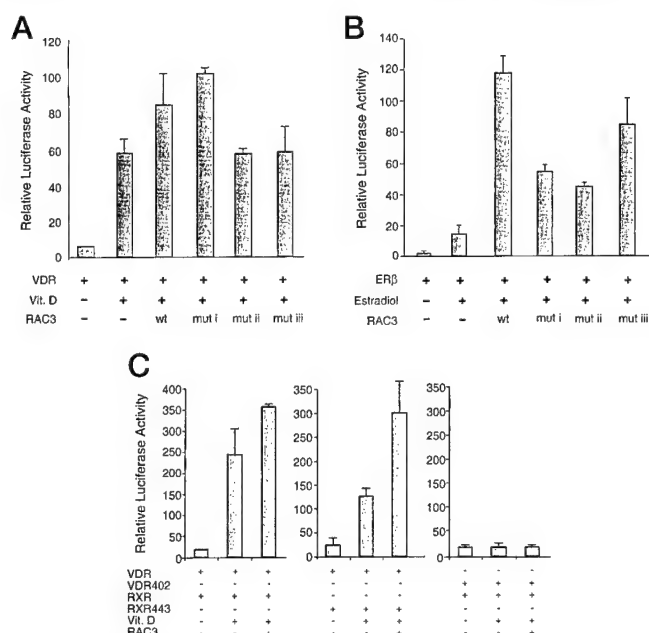 A
Relative Luciferase Activity
120
100
80
60
40
20
0
VDR + + + + + +
Vit. D - + + + + +
RAC3 - - wt mut i mut ii mut iii
B
Relative Luciferase Activity
140
120
100
80
60
40
20
0
ERβ + + + + + +
Estradiol - + + + + +
RAC3 - - wt mut i mut ii mut iii
C
Relative Luciferase Activity
400
350
300
250
200
150
100
50
0
350
300
250
200
150
100
50
0
350
300
250
200
150
100
50
0
VDR + + + + + + - - -
VDR402 - - - - - - + + +
RXR + + + - - - + + +
RXR443 - - - + + + - - -
Vit. D - + + - + + - + +
RAC3 - - + - - + - - +